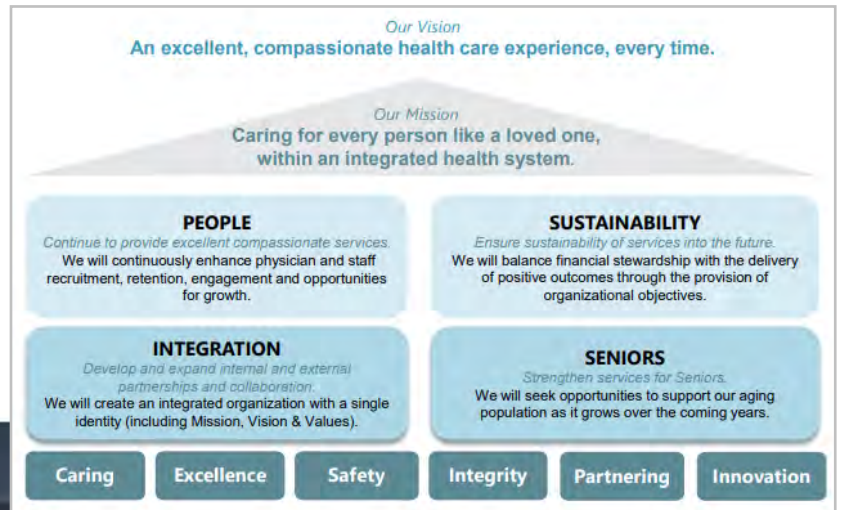 Our Vision
An excellent, compassionate health care experience, every time.
Our Mission
Caring for every person like a loved one,
within an integrated health system.
PEOPLE
Continue to provide excellent compassionate services.
We will continuously enhance physician and staff
recruitment, retention, engagement and opportunities
for growth.
SUSTAINABILITY
Ensure sustainability of services into the future.
We will balance financial stewardship with the delivery
of positive outcomes through the provision of
organizational objectives.
INTEGRATION
Develop and expand internal and external
partnerships and collaboration.
We will create an integrated organization with a single
identity (including Mission, Vision & Values).
SENIORS
Strengthen services for Seniors.
We will seek opportunities to support our aging
population as it grows over the coming years.
Caring
Excellence
Safety
Integrity
Partnering
Innovation